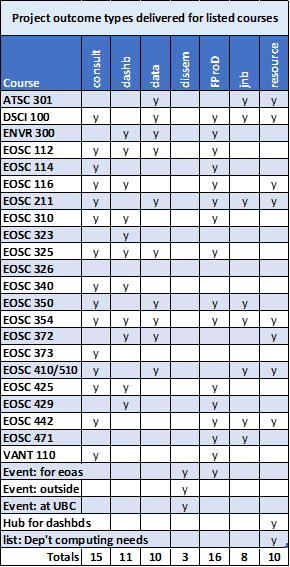 Project outcome types delivered for listed courses
Course consult dashb data dissem FProD jnb resource
ATSC 301 y y y
DSCI 100 y y y y y
ENVR 300 y y y
EOSC 112 y y y y
EOSC 114 y y
EOSC 116 y y y y
EOSC 211 y y y y y
EOSC 310 y y y
EOSC 323 y
EOSC 325 y y y y
EOSC 326
EOSC 340 y y
EOSC 350 y y y y
EOSC 354 y y y y y y
EOSC 372 y y y
EOSC 373 y
EOSC 410/510 y y y y
EOSC 425 y y y
EOSC 429 y y
EOSC 442 y y y y
EOSC 471 y y
VANT 110 y y
Event: for eoas y y
Event: outside y
Event: at UBC y
Hub for dashbds y
list: Dep't computing needs y
Totals 15 11 10 3 16 8 10